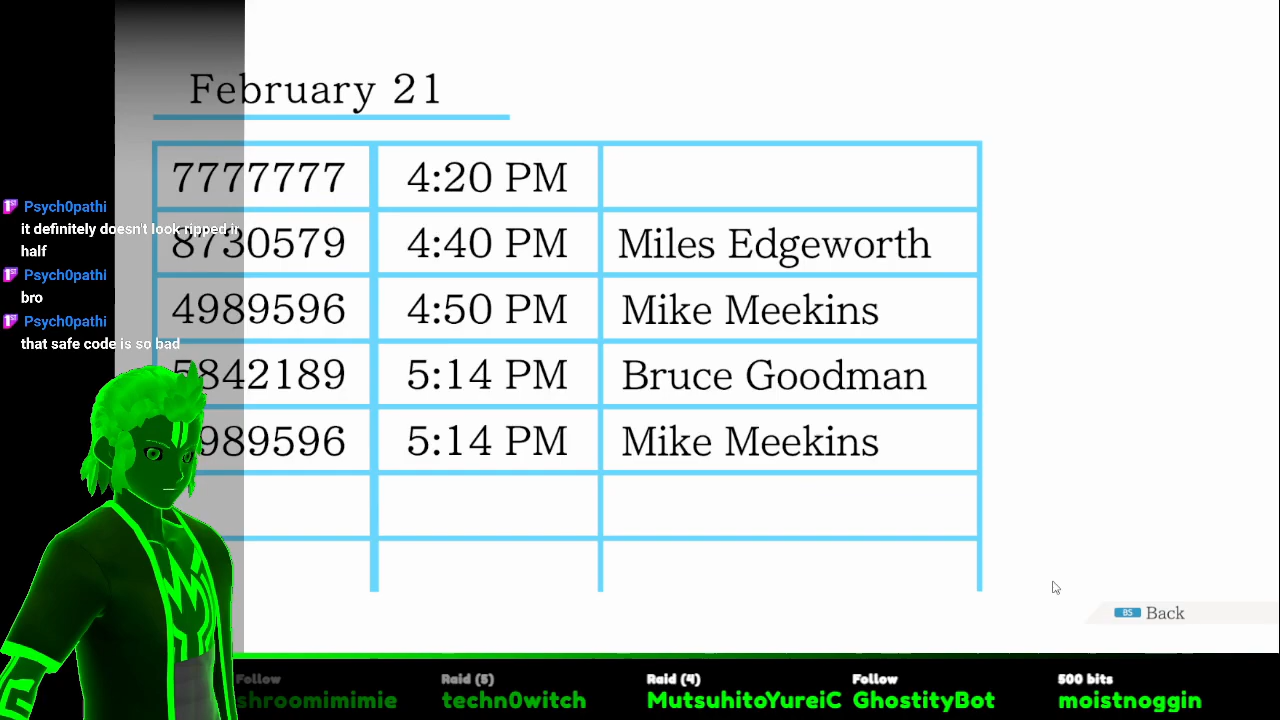 February 21
7777777 4:20 PM
8730579 4:40 PM Miles Edgeworth
4989596 4:50 PM Mike Meekins
5842189 5:14 PM Bruce Goodman
989596 5:14 PM Mike Meekins
Psych0pathi
it definitely doesn't look ripped in
half
Psych0pathi
bro
Psych0pathi
that safe code is so bad
BS Back
Follow
shroomimimie
Raid (5)
techn0witch
Raid (4)
MutsuhitoYureiC
Follow
GhostityBot
500 bits
moistnoggin